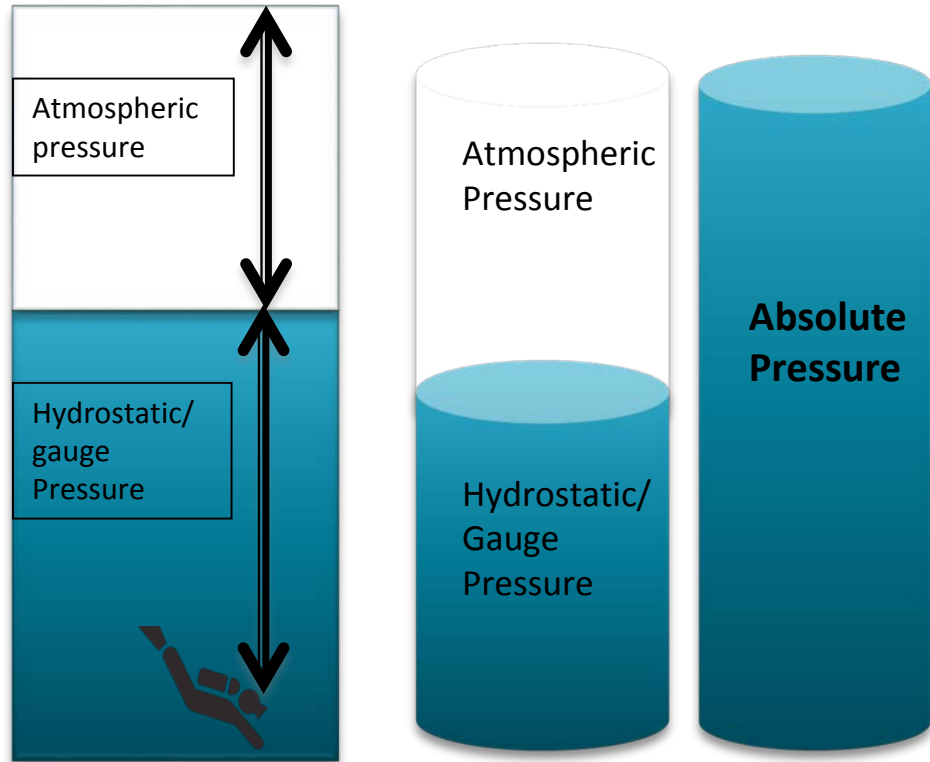 Atmospheric
pressure
Hydrostatic/
gauge
Pressure
Atmospheric
Pressure
Hydrostatic/
Gauge
Pressure
Absolute
Pressure